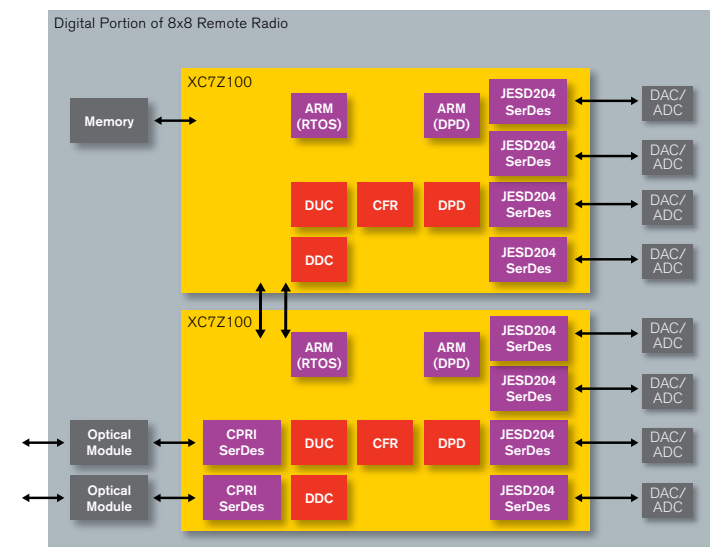 Digital Portion of 8x8 Remote Radio
XC7Z100
Memory
ARM
(RTOS)
ARM
(DPD)
JESD204
SerDes
DAC/
ADC
JESD204
SerDes
DAC/
ADC
DUC
CFR
DPD
JESD204
SerDes
DAC/
ADC
DDC
JESD204
SerDes
DAC/
ADC
XC7Z100
ARM
(RTOS)
ARM
(DPD)
JESD204
SerDes
DAC/
ADC
JESD204
SerDes
DAC/
ADC
Optical
Module
CPRI
SerDes
DUC
CFR
DPD
JESD204
SerDes
DAC/
ADC
Optical
Module
CPRI
SerDes
DDC
JESD204
SerDes
DAC/
ADC